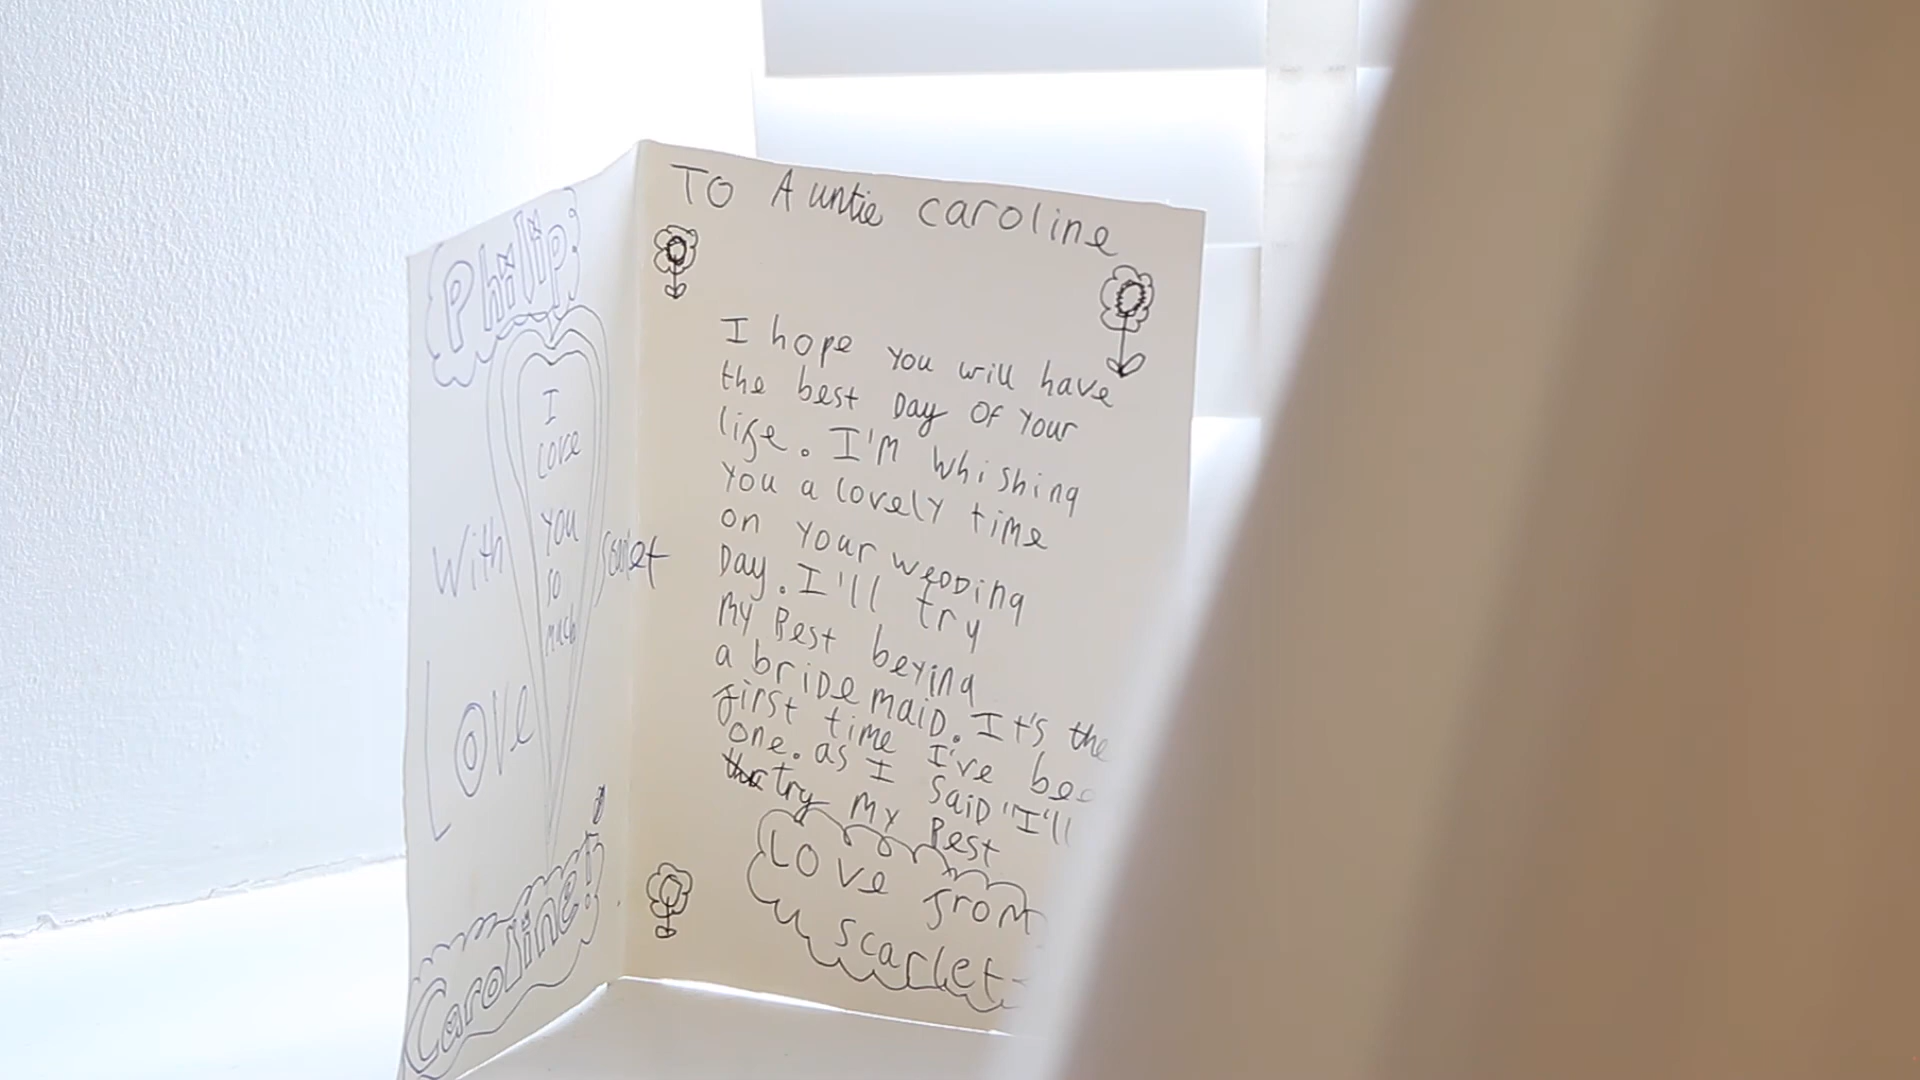 Philip
I
love
you
so
much
With
scarlet
Love
Caroline!
TO Auntie caroline
I hope you will have
the best Day OF your
life. I'M whishing
you a lovely time
on your weDDing
Day. I'll try
My Best beying
a briDe maiD. It's the
first time I've bee
one. as I SaiD "I'll
try My Best
Love from
scarlet